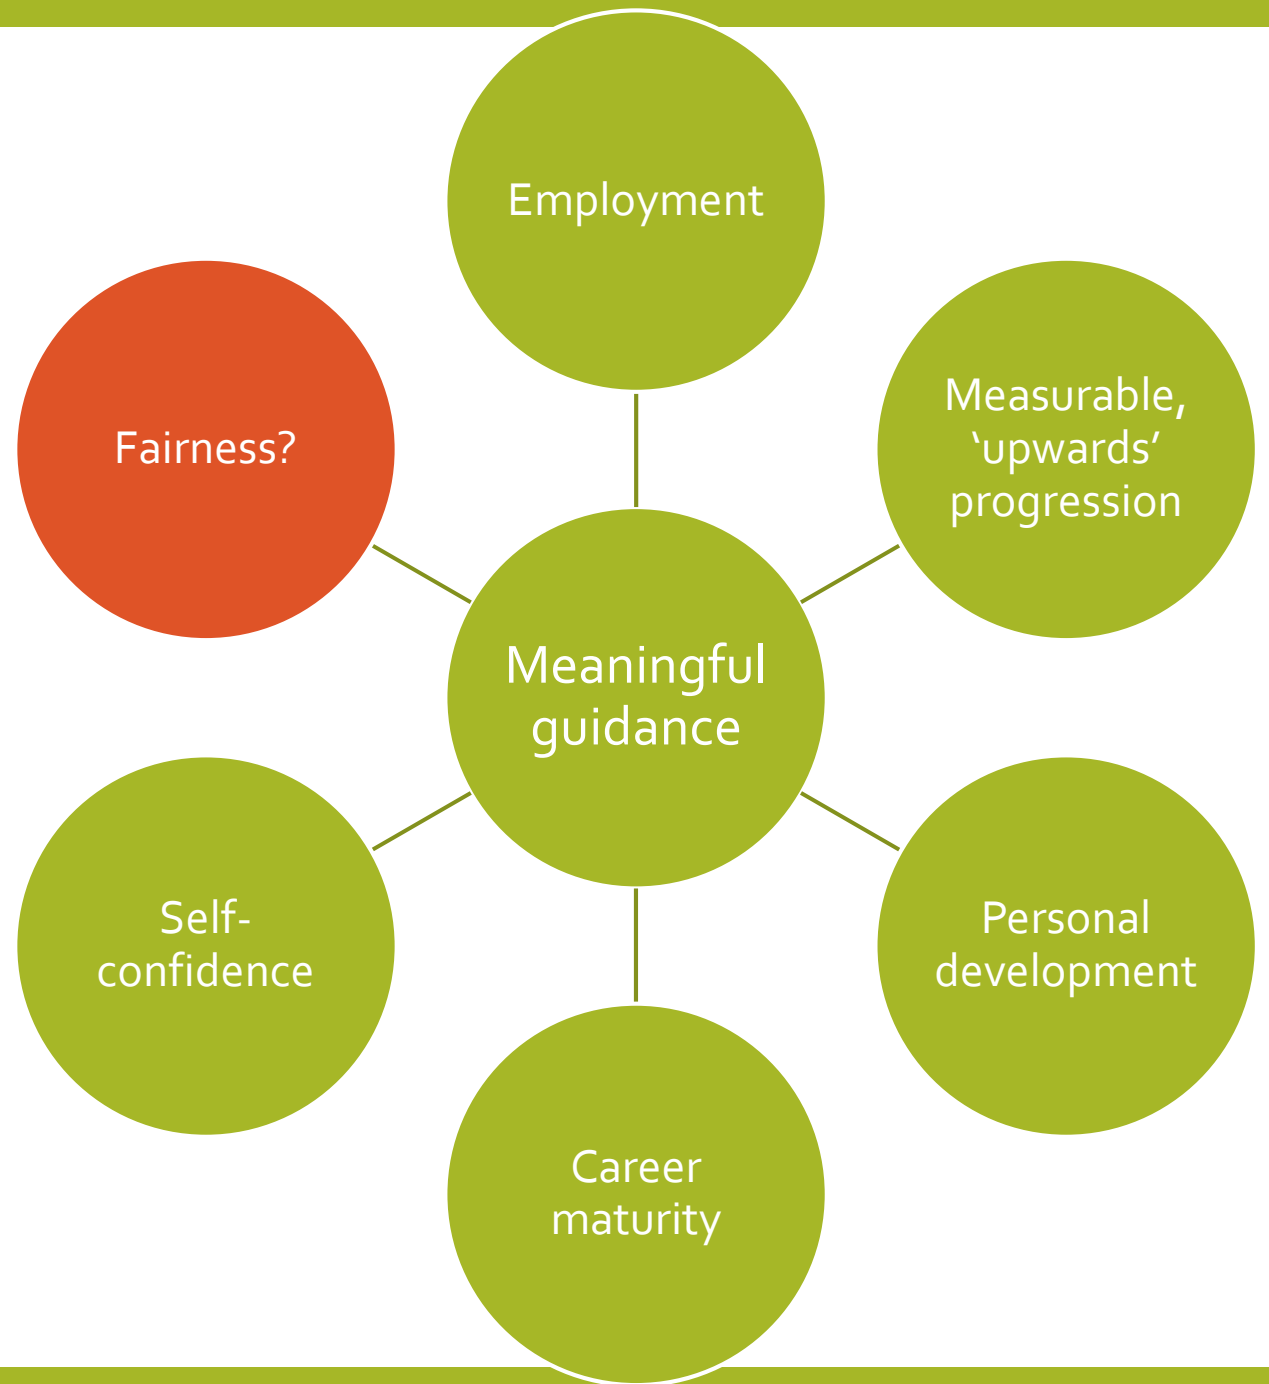 Employment
Fairness?
Measurable,
‘upwards’
progression
Meaningful
guidance
Self-
confidence
Personal
development
Career
maturity